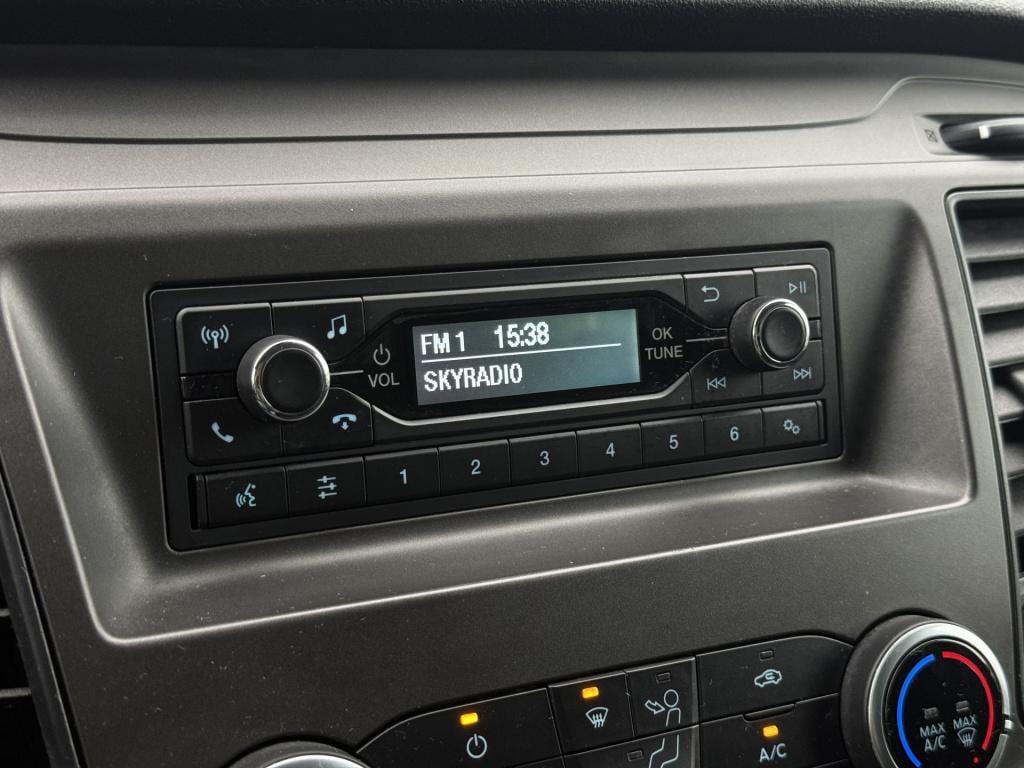 FM 1 15:38
SKYRADIO
VOL
OK
TUNE
1 2 3 4 5 6
A/C
MAX
A/C
MAX